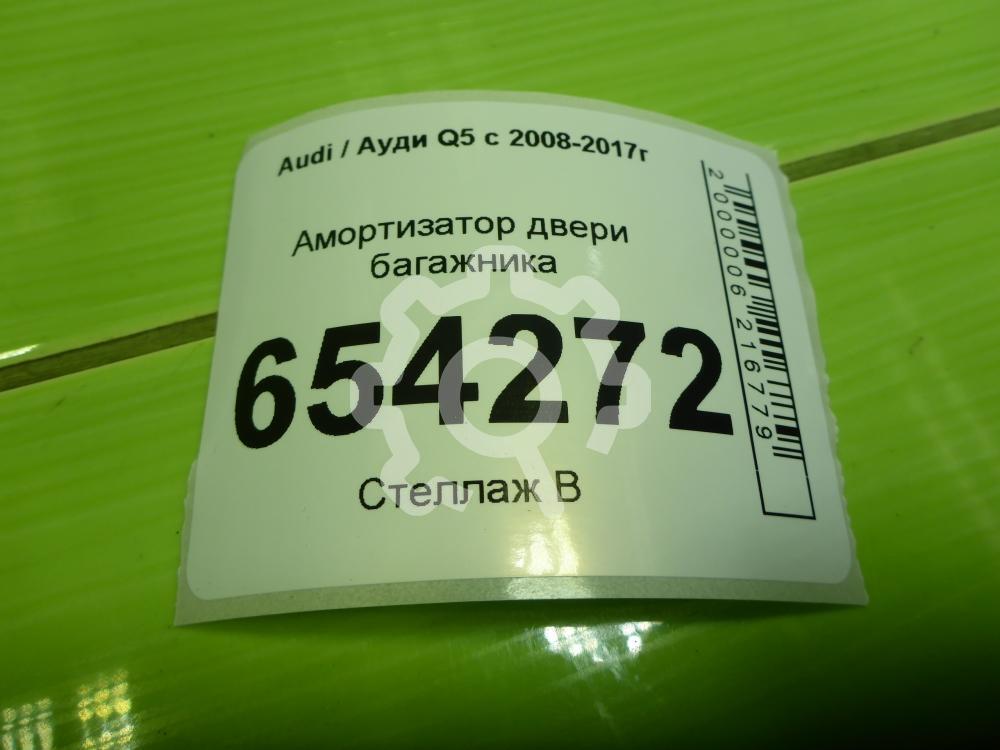 Audi / Ауди Q5 с 2008-2017г
Амортизатор двери
багажника
654272
Стеллаж В
2000006216779